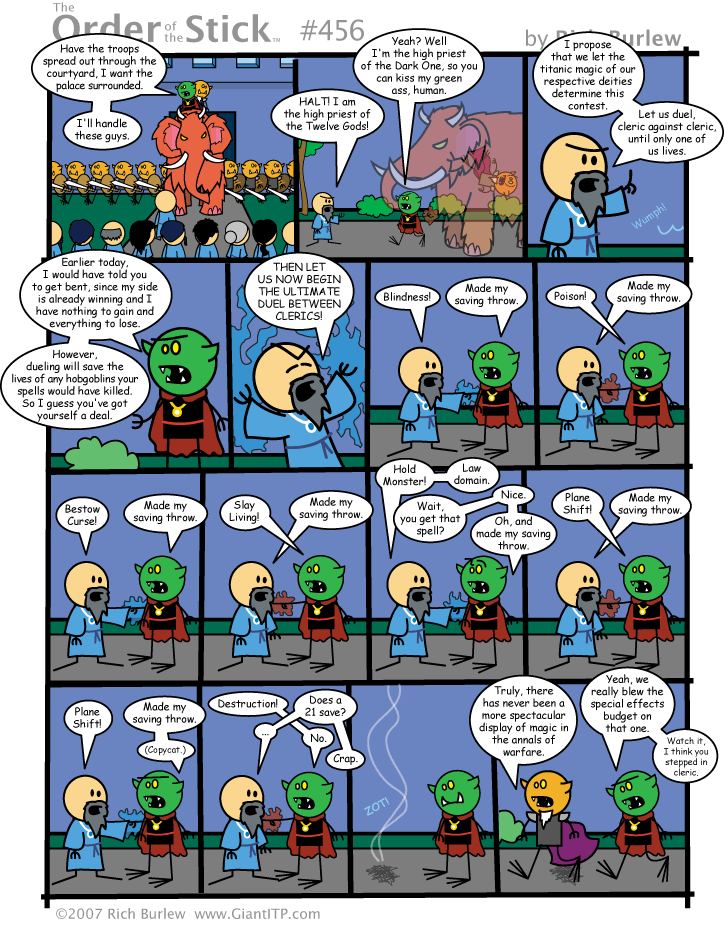 The
Order of the Stick™ #456
by Rich Burlew
Have the troops
spread out through the
courtyard, I want the
palace surrounded.
I'll handle
these guys.
HALT! I am
the high priest of
the Twelve Gods!
Yeah? Well
I'm the high priest
of the Dark One, so you
can kiss my green
ass, human.
I propose
that we let the
titanic magic of our
respective deities
determine this
contest.
Let us duel,
cleric against cleric,
until only one of
us lives.
Wumph!
Earlier today,
I would have told you
to get bent, since my side
is already winning and I
have nothing to gain and
everything to lose.
However,
dueling will save the
lives of any hobgoblins your
spells would have killed.
So I guess you've got
yourself a deal.
THEN LET
US NOW BEGIN
THE ULTIMATE
DUEL BETWEEN
CLERICS!
Blindness!
Made my
saving throw.
Poison!
Made my
saving throw.
Bestow
Curse!
Made my
saving throw.
Slay
Living!
Made my
saving throw.
Hold
Monster!
Law
domain.
Wait,
you get that
spell?
Nice.
Oh, and
made my saving
throw.
Plane
Shift!
Made my
saving throw.
Plane
Shift!
Made my
saving throw.
(Copycat.)
Destruction!
Does a
21 save?
...
No.
Crap.
ZOT!
Truly, there
has never been a
more spectacular
display of magic in
the annals of
warfare.
Yeah, we
really blew the
special effects
budget on
that one.
Watch it,
I think you
stepped in
cleric.
©2007 Rich Burlew www.GiantITP.com